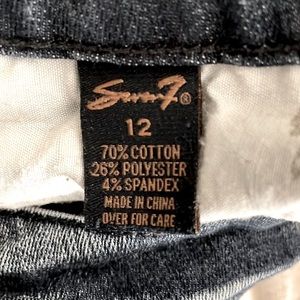 Seven7®
12
70% COTTON
26% POLYESTER
4% SPANDEX
MADE IN CHINA
OVER FOR CARE